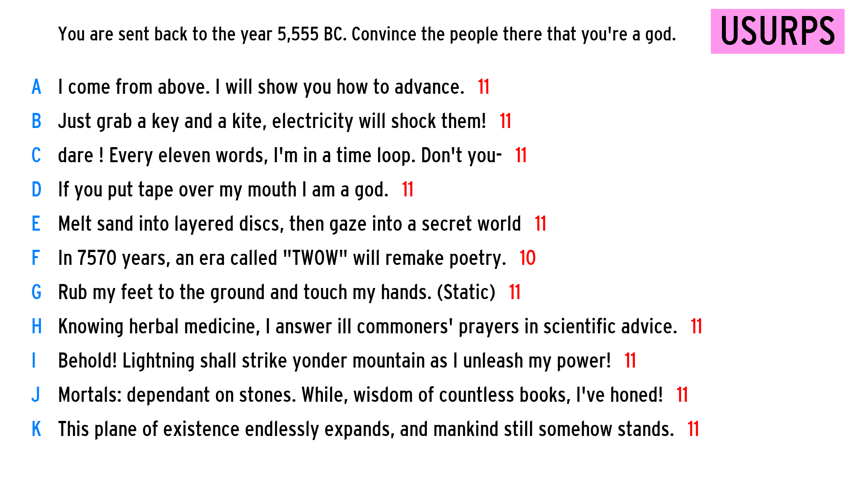 You are sent back to the year 5,555 BC. Convince the people there that you're a god. USURPS
A I come from above. I will show you how to advance. 11
B Just grab a key and a kite, electricity will shock them! 11
C dare ! Every eleven words, I'm in a time loop. Don't you- 11
D If you put tape over my mouth I am a god. 11
E Melt sand into layered discs, then gaze into a secret world 11
F In 7570 years, an era called "TWOW" will remake poetry. 10
G Rub my feet to the ground and touch my hands. (Static) 11
H Knowing herbal medicine, I answer ill commoners' prayers in scientific advice. 11
I Behold! Lightning shall strike yonder mountain as I unleash my power! 11
J Mortals: dependant on stones. While, wisdom of countless books, I've honed! 11
K This plane of existence endlessly expands, and mankind still somehow stands. 11